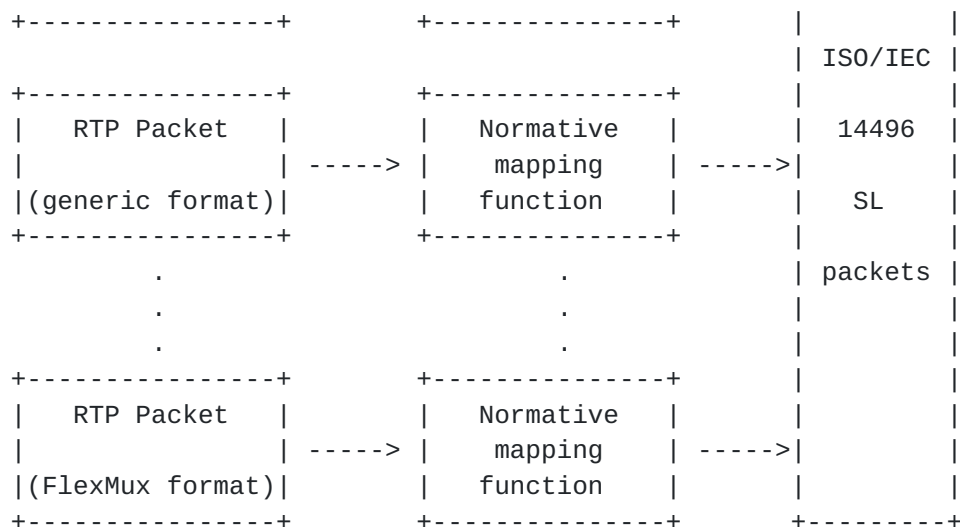 +----------------+        +---------------+       |         |
                                                  | ISO/IEC |
+----------------+        +---------------+       |         |
|   RTP Packet   |        |   Normative   |       |  14496  |
|                | -----> |    mapping    | ----->|         |
|(generic format)|        |   function    |       |   SL    |
+----------------+        +---------------+       |         |
         .                        .               | packets |
         .                        .               |         |
         .                        .               |         |
+----------------+        +---------------+       |         |
|   RTP Packet   |        |   Normative   |       |         |
|                | -----> |    mapping    | ----->|         |
|(FlexMux format)|        |   function    |       |         |
+----------------+        +---------------+       +---------+